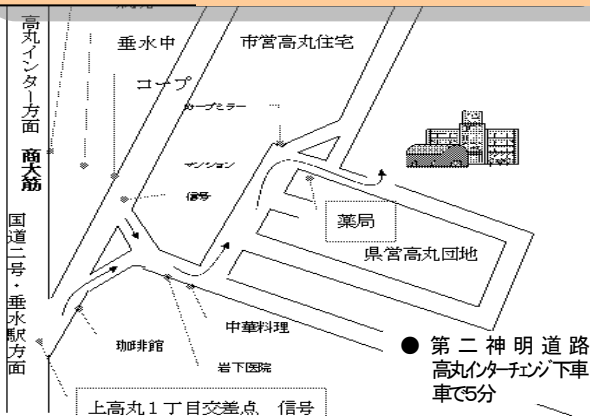 高丸インター方面
商大筋
国道二号・垂水駅方面
垂水中
市営高丸住宅
コープ
カーブミラー
マンション
信号
薬局
県営高丸団地
中華料理
珈琲館
岩下医院
上高丸1丁目交差点 信号
● 第二神明道路
高丸インターチェンジ下車
車で5分